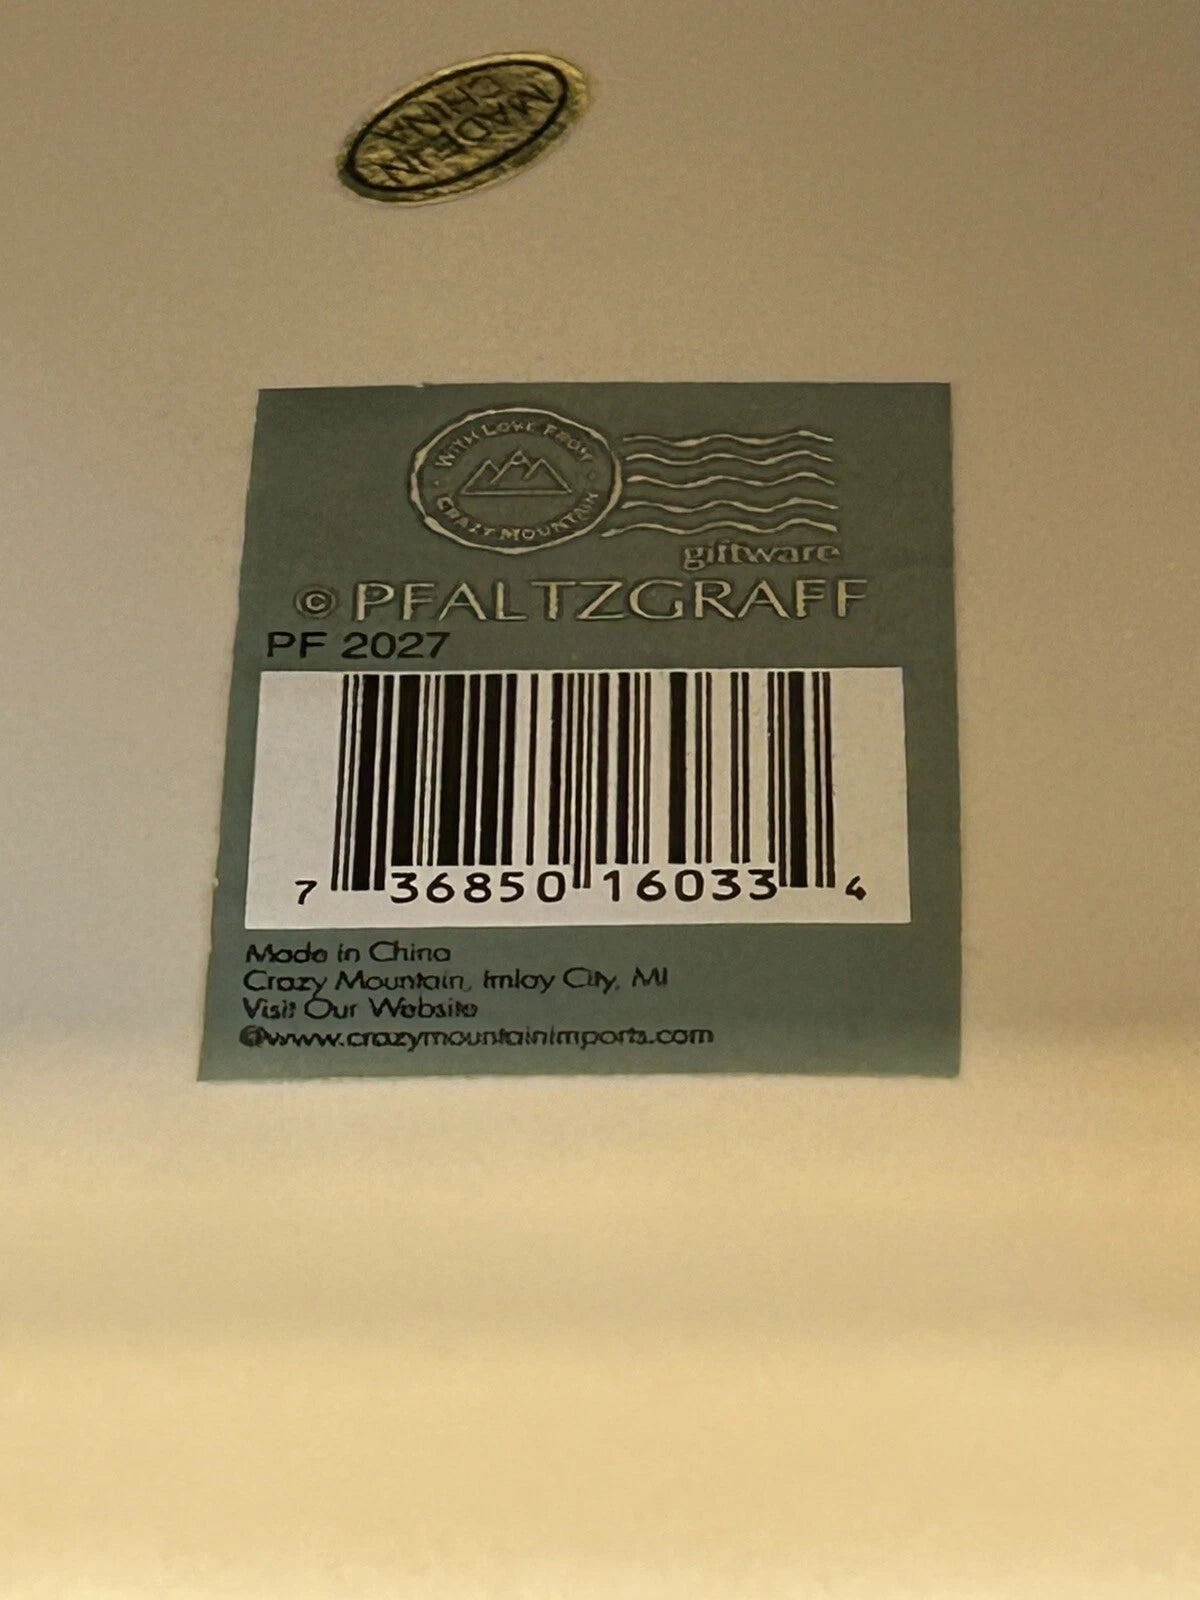 MADE IN
CHINA
WITH LOVE FROM
CRAZY MOUNTAIN
giftware
© PFALTZGRAFF
PF 2027
7 36850 16033 4
Made in China
Crazy Mountain, Imlay City, MI
Visit Our Website
@www.crazymountainimports.com